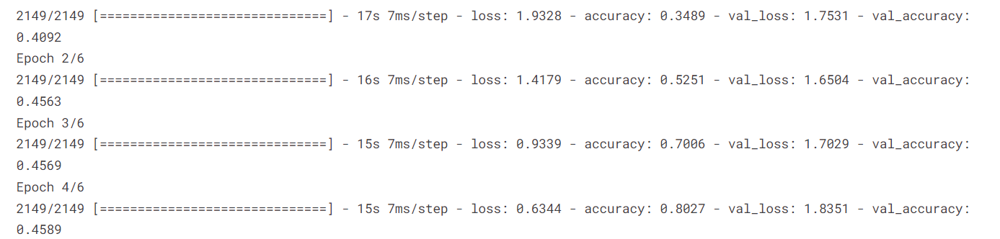 2149/2149 [==============================] - 17s 7ms/step - loss: 1.9328 - accuracy: 0.3489 - val_loss: 1.7531 - val_accuracy:
0.4092
Epoch 2/6
2149/2149 [==============================] - 16s 7ms/step - loss: 1.4179 - accuracy: 0.5251 - val_loss: 1.6504 - val_accuracy:
0.4563
Epoch 3/6
2149/2149 [==============================] - 15s 7ms/step - loss: 0.9339 - accuracy: 0.7006 - val_loss: 1.7029 - val_accuracy:
0.4569
Epoch 4/6
2149/2149 [==============================] - 15s 7ms/step - loss: 0.6344 - accuracy: 0.8027 - val_loss: 1.8351 - val_accuracy:
0.4589